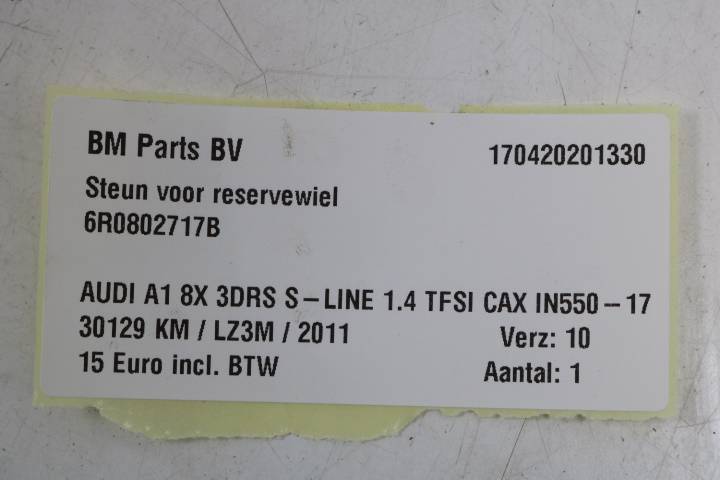 BM Parts BV 170420201330
Steun voor reservewiel
6R0802717B
AUDI A1 8X 3DRS S-LINE 1.4 TFSI CAX IN550-17
30129 KM / LZ3M / 2011 Verz: 10
15 Euro incl. BTW Aantal: 1